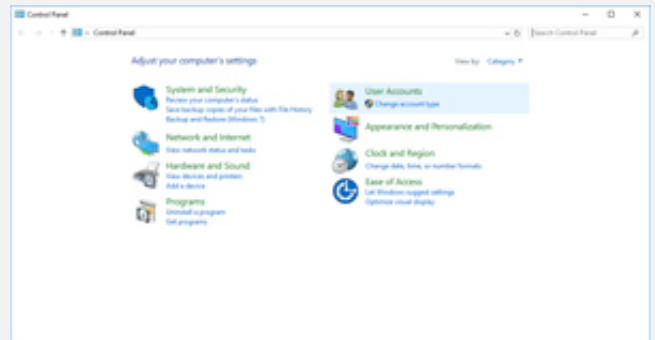 Control Panel
Control Panel
Search Control Panel
Adjust your computer's settings
View by: Category
System and Security
Review your computer's status
Save backup copies of your files with File History
Backup and Restore (Windows 7)
Network and Internet
View network status and tasks
Hardware and Sound
View devices and printers
Add a device
Programs
Uninstall a program
Get programs
User Accounts
Change account type
Appearance and Personalization
Clock and Region
Change date, time, or number formats
Ease of Access
Let Windows suggest settings
Optimize visual display